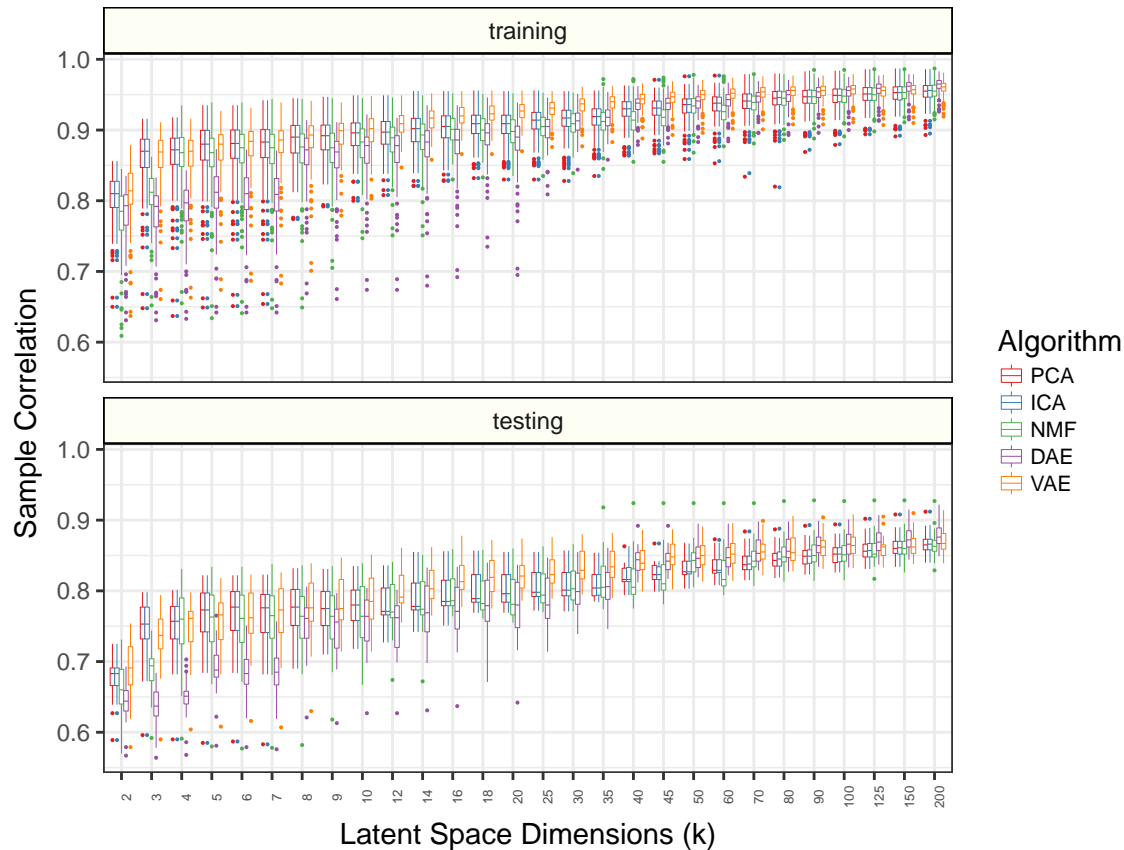 training
1.0
0.9
0.8
0.7
0.6
testing
1.0
0.9
0.8
0.7
0.6
Sample Correlation
2 3 4 5 6 7 8 9 10 12 14 16 18 20 25 30 35 40 45 50 60 70 80 90 100 125 150 200
Latent Space Dimensions (k)
Algorithm
PCA
ICA
NMF
DAE
VAE